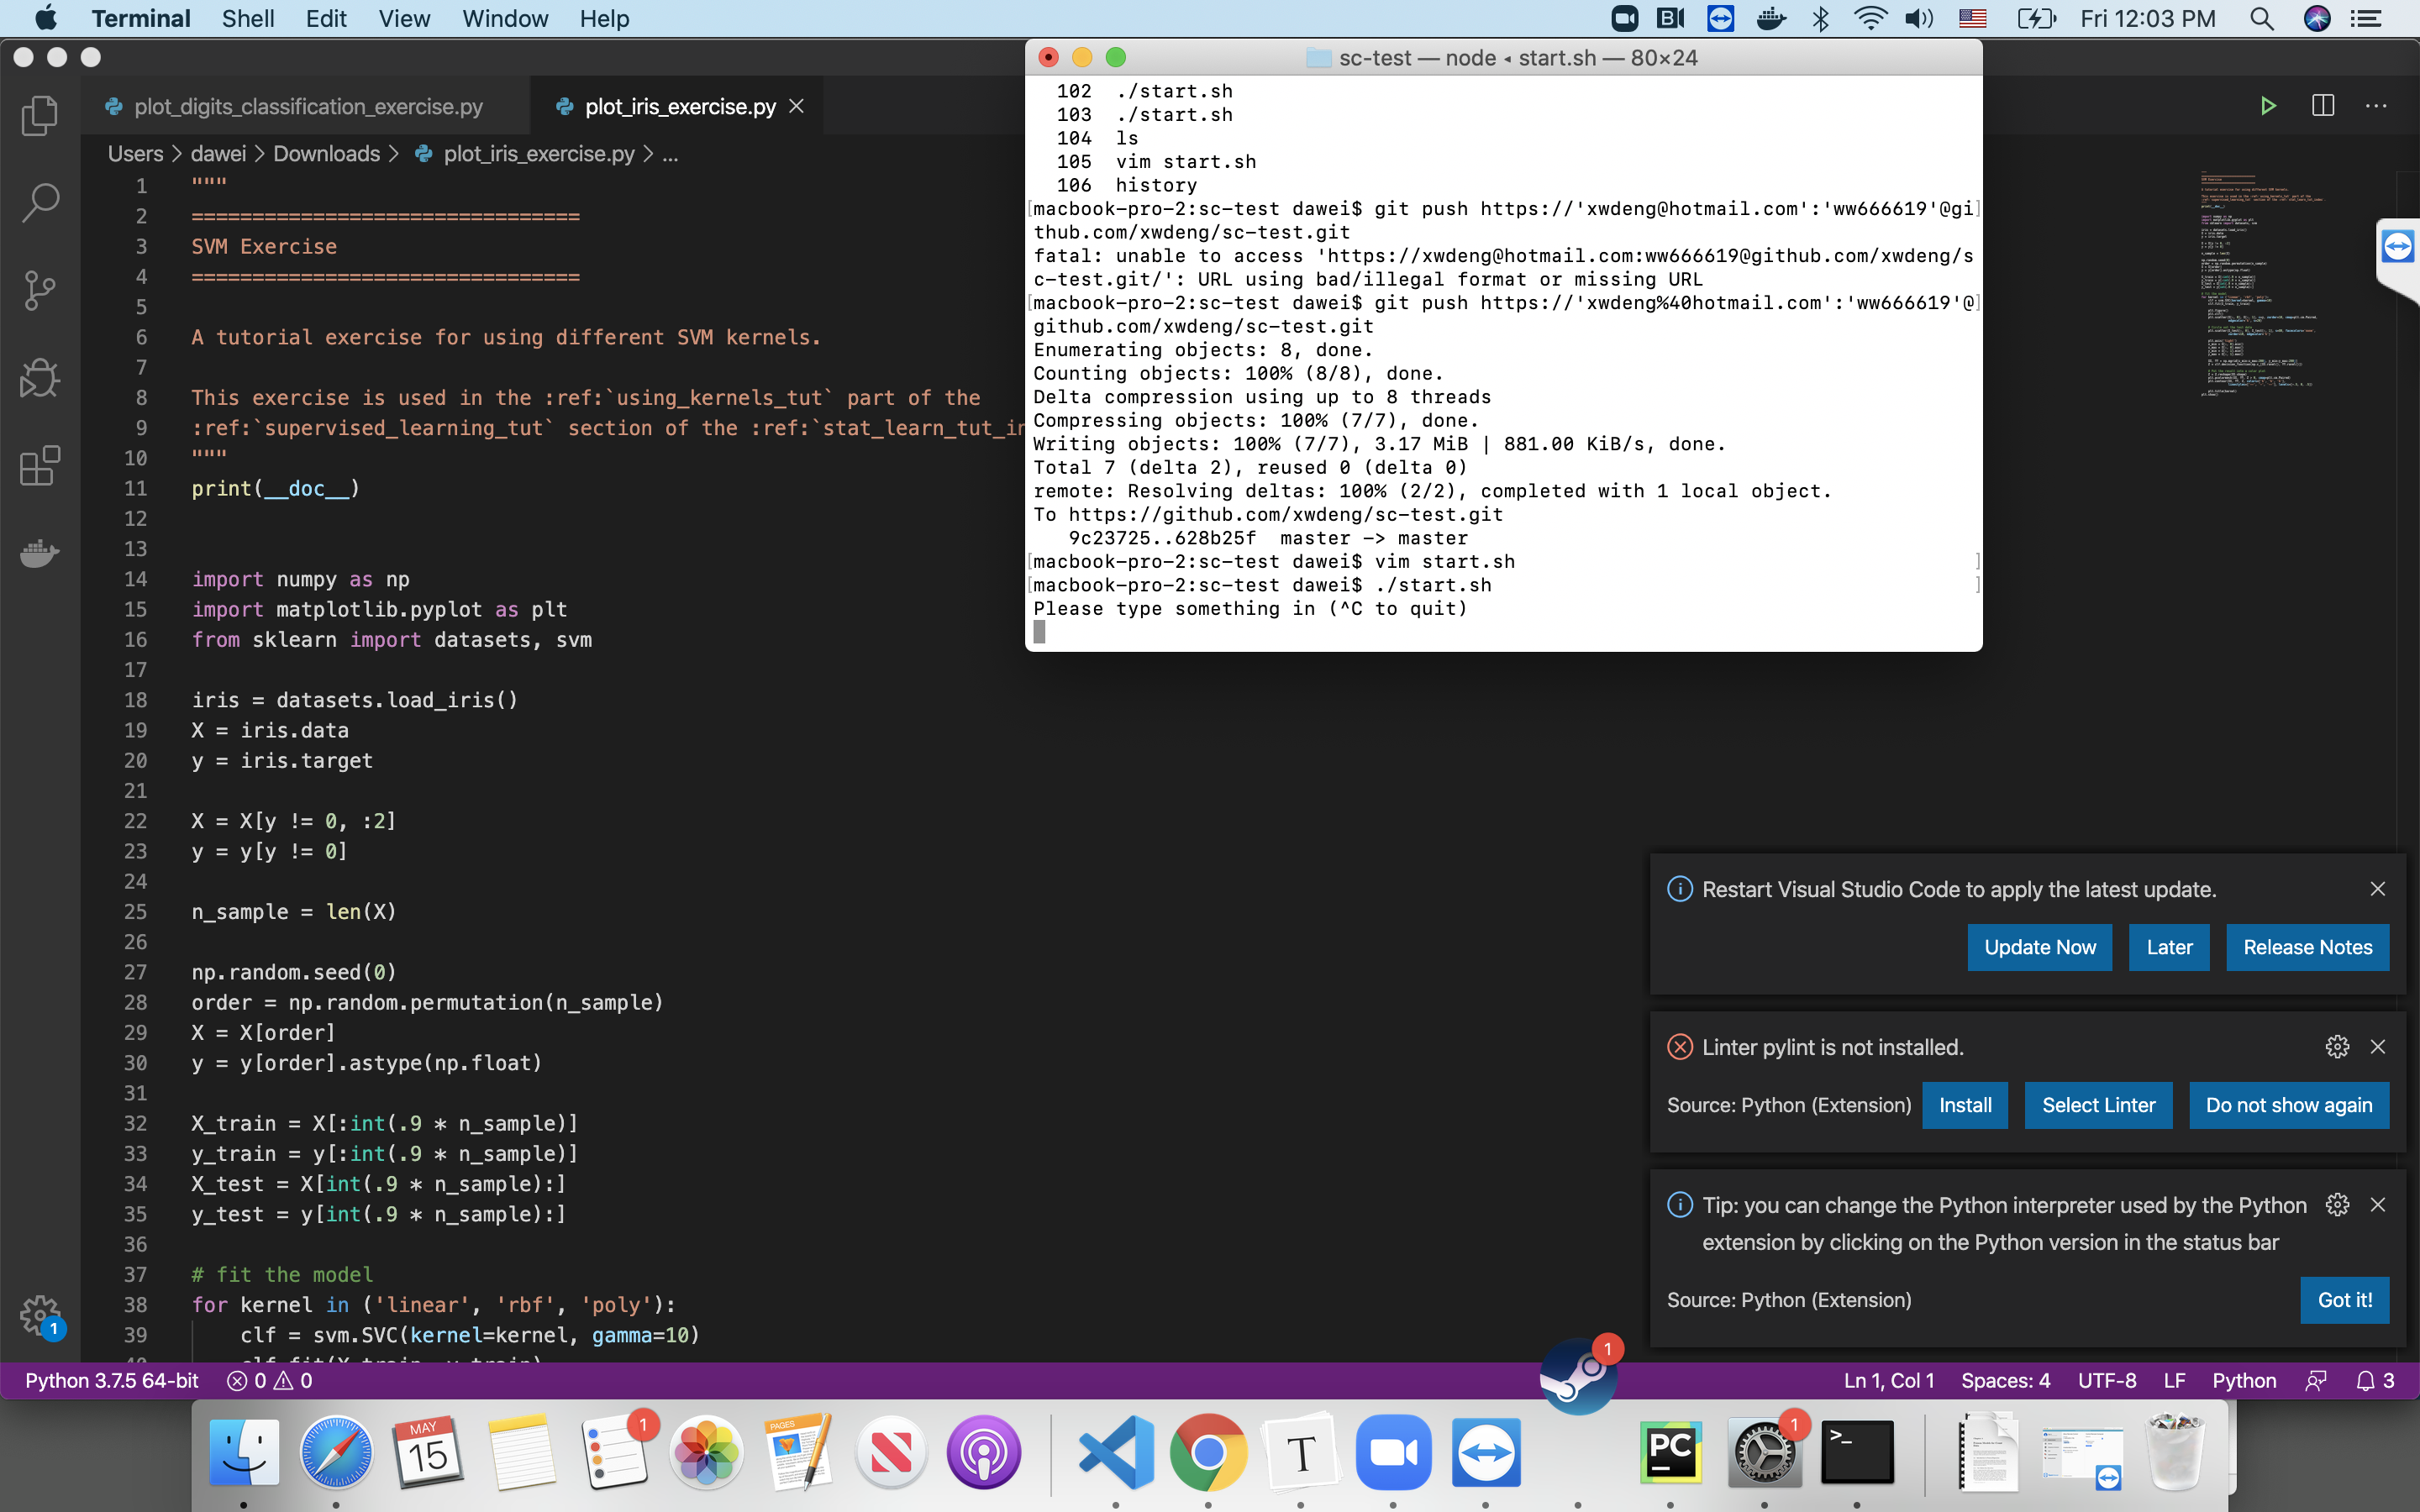 Terminal Shell Edit View Window Help
Fri 12:03 PM
plot_digits_classification_exercise.py
plot_iris_exercise.py
Users > dawei > Downloads > plot_iris_exercise.py > ...
1 """
2 ================================
3 SVM Exercise
4 ================================
5
6 A tutorial exercise for using different SVM kernels.
7
8 This exercise is used in the :ref:`using_kernels_tut` part of the
9 :ref:`supervised_learning_tut` section of the :ref:`stat_learn_tut_in
10 """
11 print(__doc__)
12
13
14 import numpy as np
15 import matplotlib.pyplot as plt
16 from sklearn import datasets, svm
17
18 iris = datasets.load_iris()
19 X = iris.data
20 y = iris.target
21
22 X = X[y != 0, :2]
23 y = y[y != 0]
24
25 n_sample = len(X)
26
27 np.random.seed(0)
28 order = np.random.permutation(n_sample)
29 X = X[order]
30 y = y[order].astype(np.float)
31
32 X_train = X[:int(.9 * n_sample)]
33 y_train = y[:int(.9 * n_sample)]
34 X_test = X[int(.9 * n_sample):]
35 y_test = y[int(.9 * n_sample):]
36
37 # fit the model
38 for kernel in ('linear', 'rbf', 'poly'):
39 clf = svm.SVC(kernel=kernel, gamma=10)
sc-test — node ◂ start.sh — 80×24
102 ./start.sh
103 ./start.sh
104 ls
105 vim start.sh
106 history
[macbook-pro-2:sc-test dawei$ git push https://'xwdeng@hotmail.com':'ww666619'@gi]
thub.com/xwdeng/sc-test.git
fatal: unable to access 'https://xwdeng@hotmail.com:ww666619@github.com/xwdeng/s
c-test.git/': URL using bad/illegal format or missing URL
[macbook-pro-2:sc-test dawei$ git push https://'xwdeng%40hotmail.com':'ww666619'@]
github.com/xwdeng/sc-test.git
Enumerating objects: 8, done.
Counting objects: 100% (8/8), done.
Delta compression using up to 8 threads
Compressing objects: 100% (7/7), done.
Writing objects: 100% (7/7), 3.17 MiB | 881.00 KiB/s, done.
Total 7 (delta 2), reused 0 (delta 0)
remote: Resolving deltas: 100% (2/2), completed with 1 local object.
To https://github.com/xwdeng/sc-test.git
9c23725..628b25f master -> master
[macbook-pro-2:sc-test dawei$ vim start.sh ]
[macbook-pro-2:sc-test dawei$ ./start.sh ]
Please type something in (^C to quit)
Restart Visual Studio Code to apply the latest update.
Update Now Later Release Notes
Linter pylint is not installed.
Source: Python (Extension) Install Select Linter Do not show again
Tip: you can change the Python interpreter used by the Python
extension by clicking on the Python version in the status bar
Source: Python (Extension) Got it!
1
Python 3.7.5 64-bit 0 0
Ln 1, Col 1 Spaces: 4 UTF-8 LF Python 3
1
MAY
15
1
PAGES
T
PC
1
>_